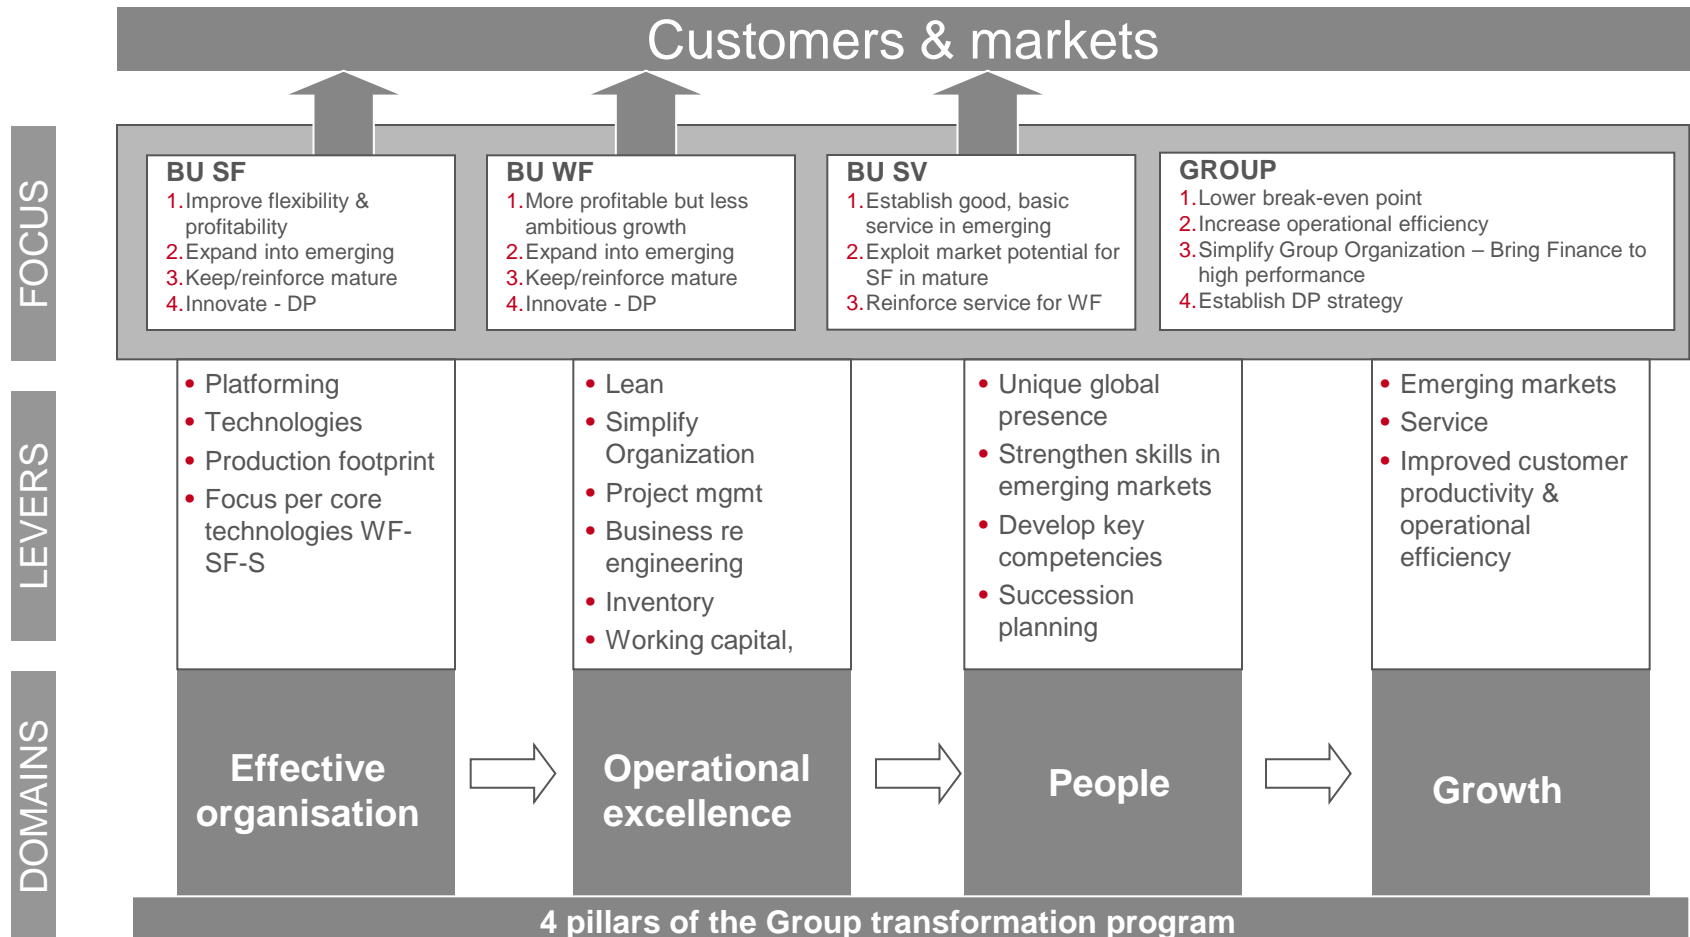 Customers & markets
FOCUS
BU SF
1.Improve flexibility &
profitability
2.Expand into emerging
3.Keep/reinforce mature
4.Innovate - DP
BU WF
1.More profitable but less
ambitious growth
2.Expand into emerging
3.Keep/reinforce mature
4.Innovate - DP
BU SV
1.Establish good, basic
service in emerging
2.Exploit market potential for
SF in mature
3.Reinforce service for WF
GROUP
1.Lower break-even point
2.Increase operational efficiency
3.Simplify Group Organization – Bring Finance to
high performance
4.Establish DP strategy
LEVERS
• Platforming
• Technologies
• Production footprint
• Focus per core
technologies WF-
SF-S
• Lean
• Simplify
Organization
• Project mgmt
• Business re
engineering
• Inventory
• Working capital,
• Unique global
presence
• Strengthen skills in
emerging markets
• Develop key
competencies
• Succession
planning
• Emerging markets
• Service
• Improved customer
productivity &
operational
efficiency
DOMAINS
Effective
organisation
Operational
excellence
People
Growth
4 pillars of the Group transformation program